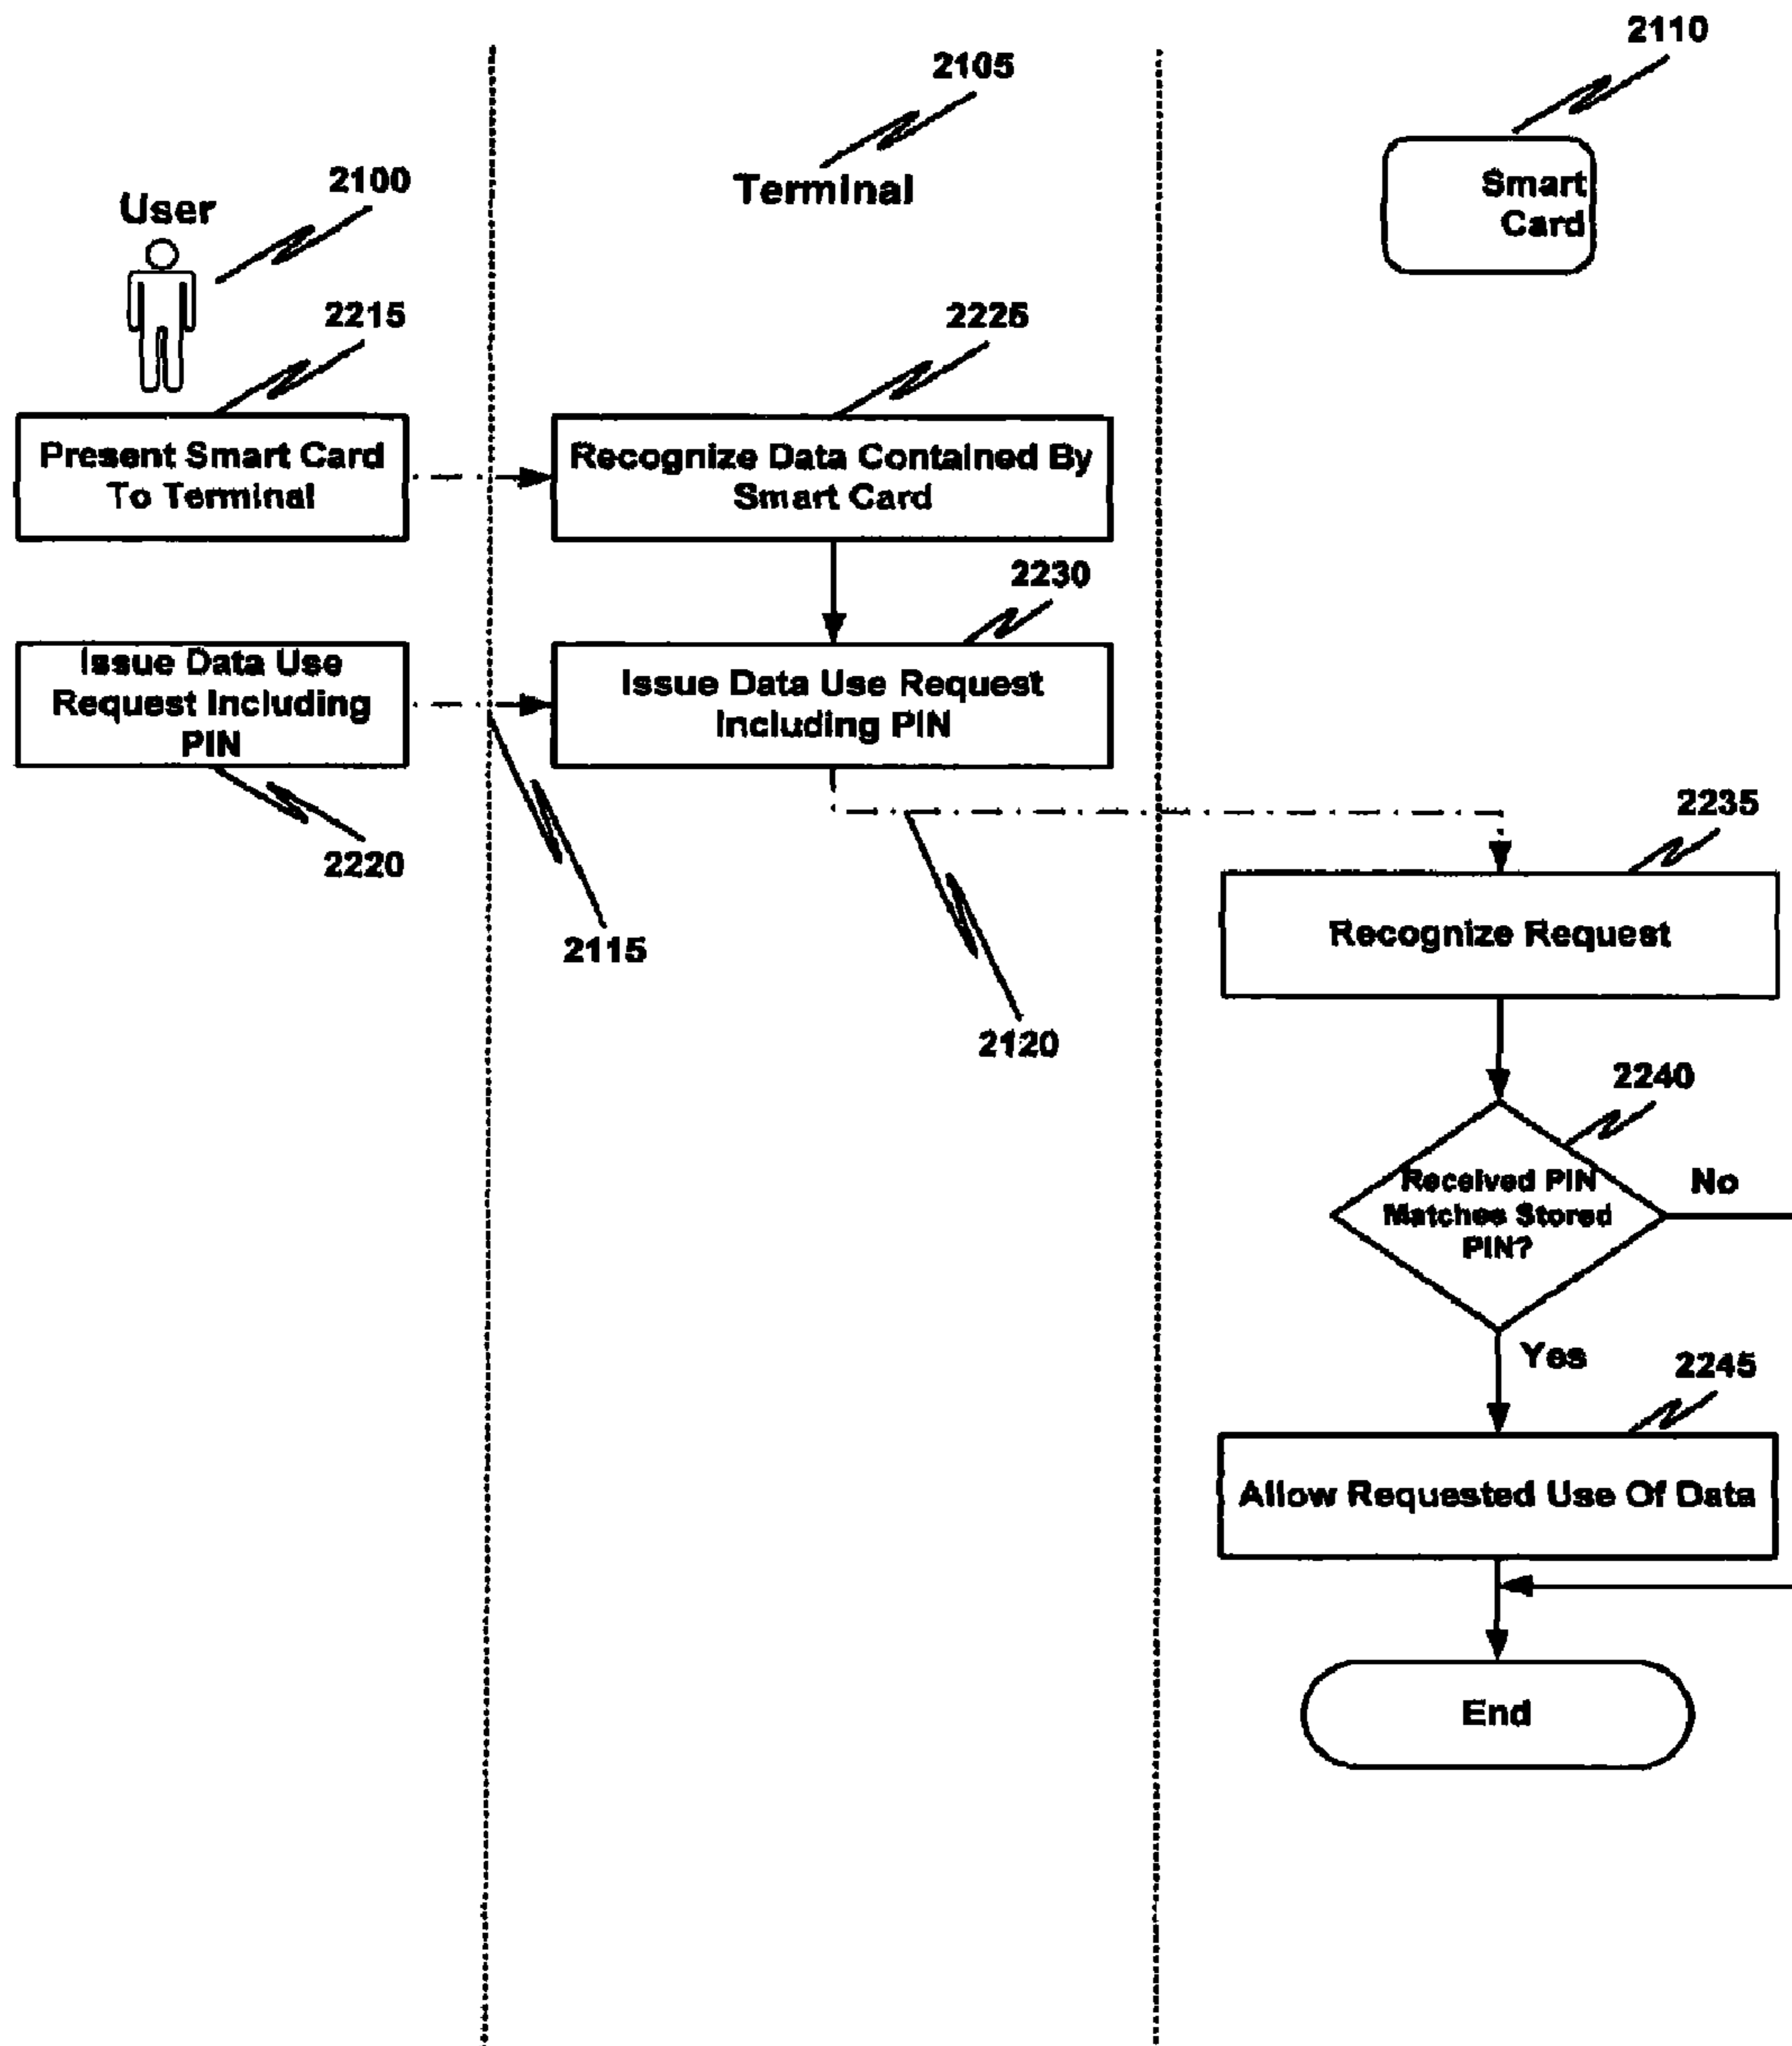 2110
2105
Smart
Card
Terminal
2100
User
2215
2225
Present Smart Card
To Terminal
Recognize Data Contained By
Smart Card
2230
Issue Data Use
Request Including
PIN
Issue Data Use Request
Including PIN
2220
2115
2120
2235
Recognize Request
2240
Received PIN
Matches Stored
PIN?
No
Yes
2245
Allow Requested Use Of Data
End